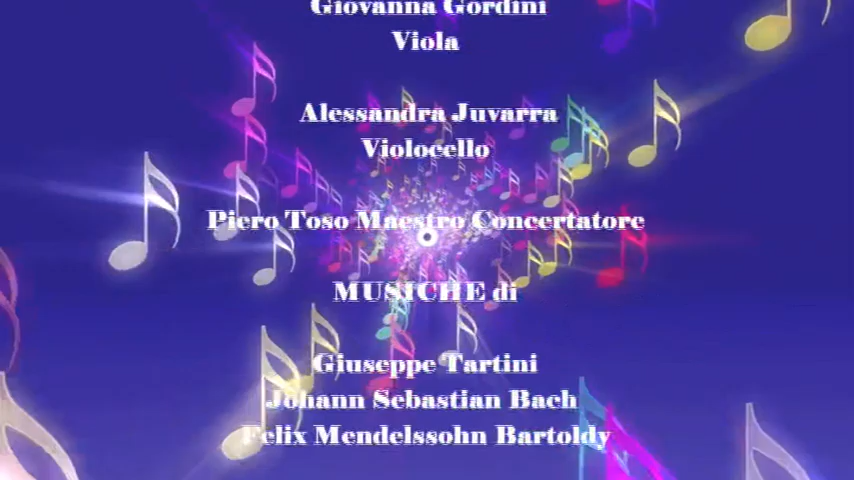 Giovanna Gordini
Viola
Alessandra Juvarra
Violocello
Piero Toso Maestro Concertatore
MUSICHE di
Giuseppe Tartini
Johann Sebastian Bach
Felix Mendelssohn Bartoldy